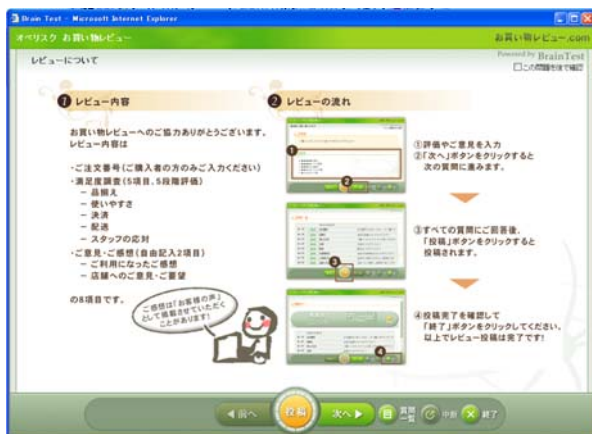 Brain Test - Microsoft Internet Explorer
オベリスク お買い物レビュー
お買い物レビュー.com
レビューについて
Powered by BrainTest
□この問題を後で確認
1 レビュー内容
お買い物レビューへのご協力ありがとうございます。
レビュー内容は
・ご注文番号(ご購入者の方のみご入力ください)
・満足度調査(5項目、5段階評価)
－ 品揃え
－ 使いやすさ
－ 決済
－ 配送
－ スタッフの応対
・ご意見・ご感想(自由記入2項目)
－ ご利用になったご感想
－ 店舗へのご意見・ご要望
の8項目です。
ご感想は「お客様の声」
として掲載させていただく
ことがあります!
2 レビューの流れ
1
2
3
4
①評価やご意見を入力
②「次へ」ボタンをクリックすると
次の質問に進みます。
③すべての質問にご回答後、
「投稿」ボタンをクリックすると
投稿されます。
④投稿完了を確認して
「終了」ボタンをクリックしてください。
以上でレビュー投稿は完了です!
前へ
投稿
次へ
質問
一覧
中断
終了